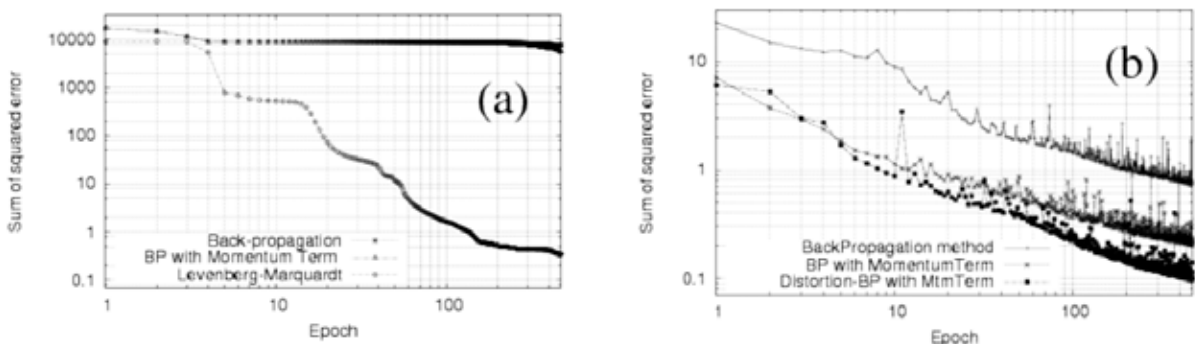 10000
1000
100
10
1
0.1
Sum of squared error
(a)
Back-propagation
BP with Momentum Term
Levenberg-Marquardt
1
10
100
Epoch
10
1
0.1
Sum of squared error
(b)
BackPropagation method
BP with MomentumTerm
Distortion-BP with MtmTerm
1
10
100
Epoch